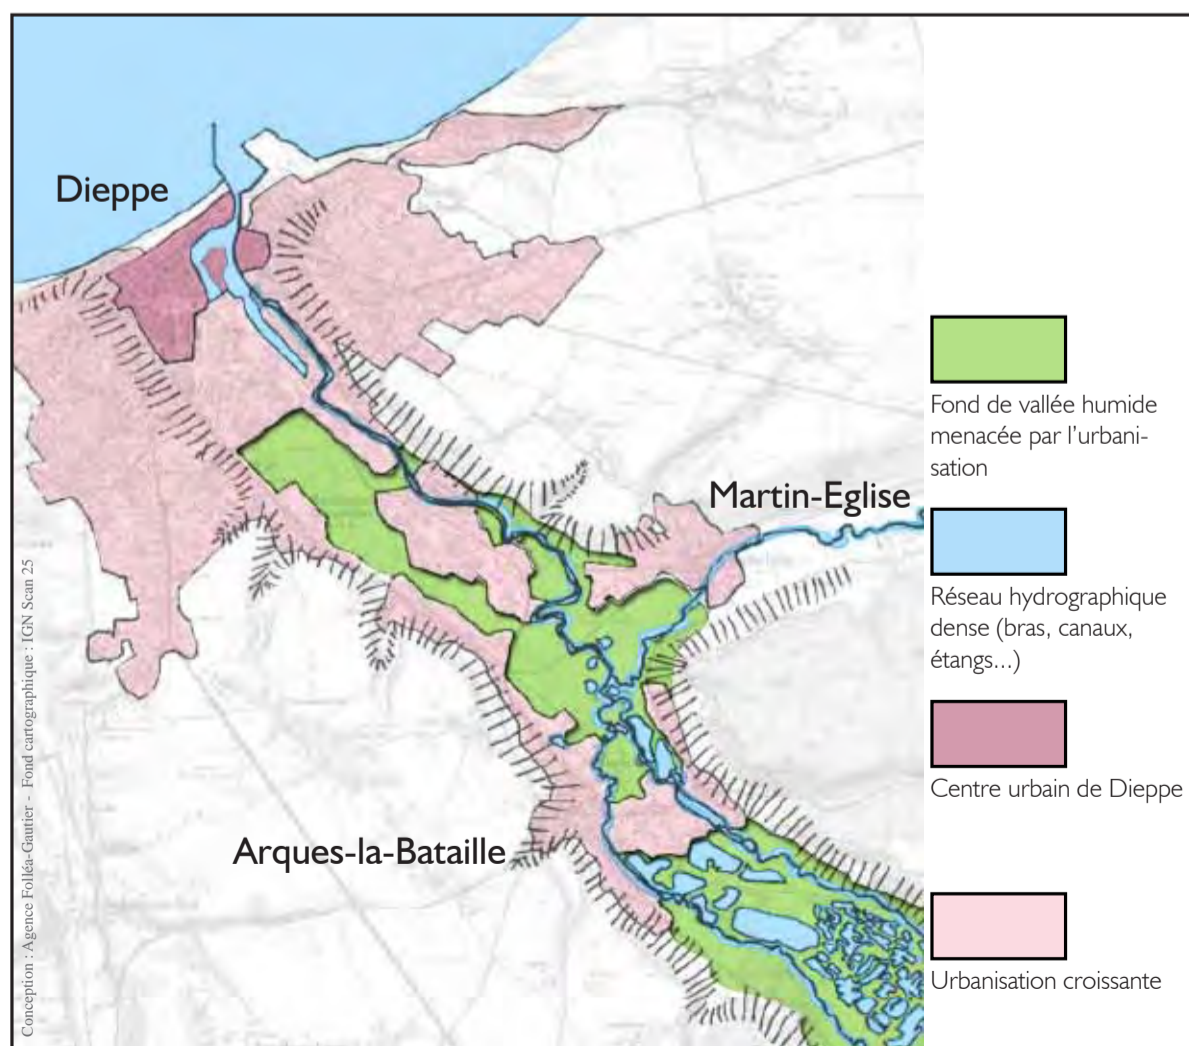 Dieppe
Martin-Eglise
Arques-la-Bataille
Fond de vallée humide
menacée par l'urbani-
sation
Réseau hydrographique
dense (bras, canaux,
étangs...)
Centre urbain de Dieppe
Urbanisation croissante
Conception : Agence Folléa-Gautier - Fond cartographique : IGN Scan 25